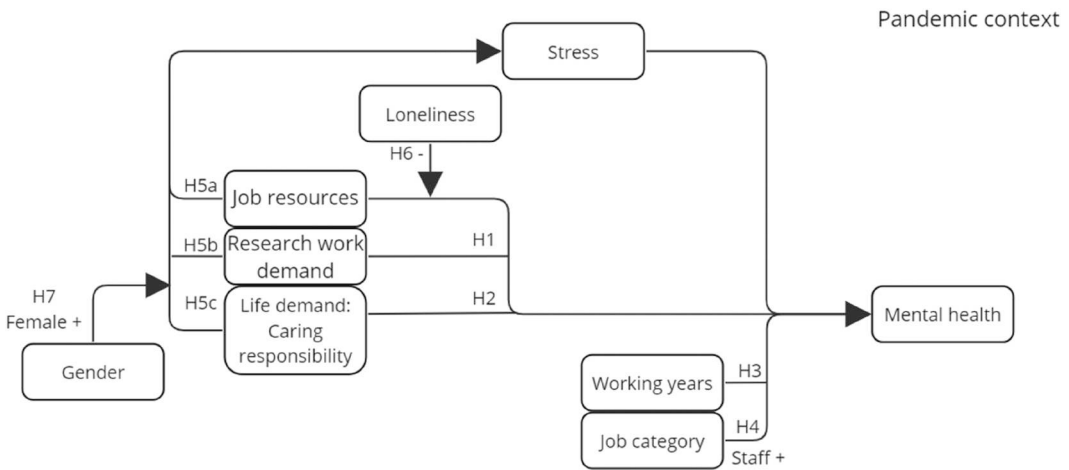 Pandemic context
Stress
Loneliness
H6 -
H5a
Job resources
H5b
Research work
demand
H1
H5c
Life demand:
Caring
responsibility
H2
H7
Female +
Gender
Mental health
Working years
H3
Job category
H4
Staff +